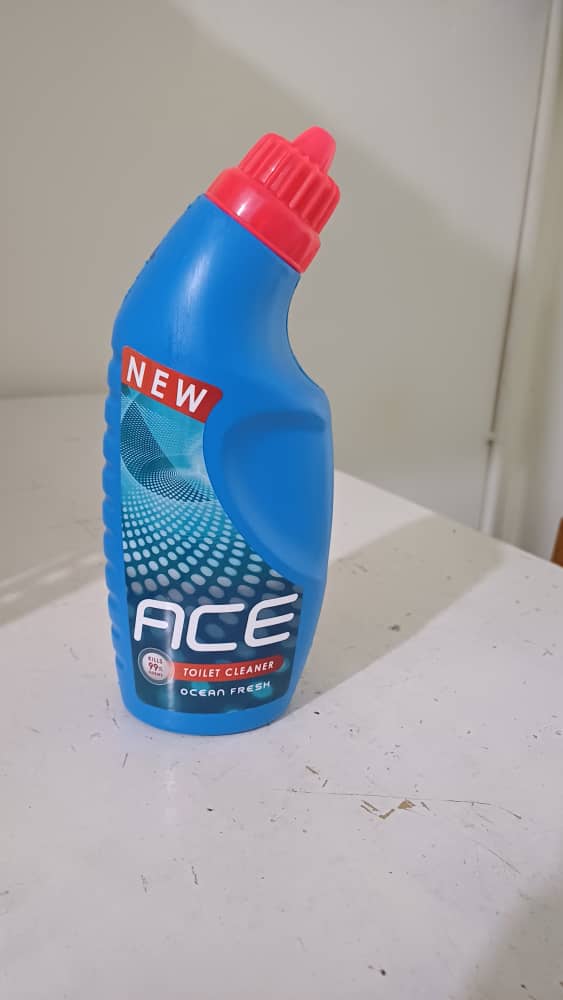 NEW
ACE
KILLS
99%
GERMS
TOILET CLEANER
OCEAN FRESH